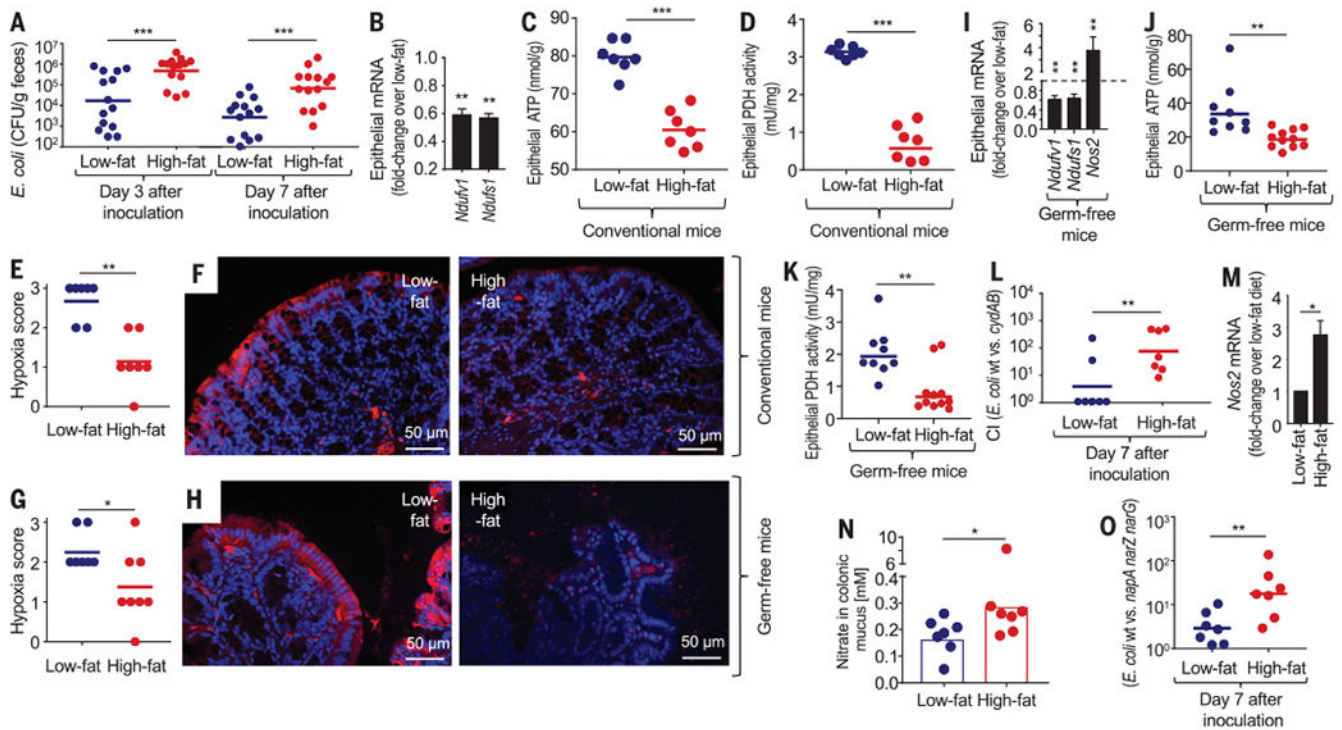 A
E. coli (CFU/g feces)
10⁷
10⁶
10⁵
10⁴
10³
10²
10¹
***
***
Low-fat High-fat
Low-fat High-fat
Day 3 after
inoculation
Day 7 after
inoculation
B
Epithelial mRNA
(fold-change over low-fat)
1.0
0.8
0.6
0.4
0.2
**
**
Ndufv1
Ndufs1
C
Epithelial ATP (nmol/g)
90
80
70
60
50
***
Low-fat High-fat
Conventional mice
D
Epithelial PDH activity
(mU/mg)
4
3
2
1
0
***
Low-fat High-fat
Conventional mice
I
Epithelial mRNA
(fold-change over low-fat)
6
4
2
0.8
0.4
0.0
**
**
**
Ndufv1
Ndufs1
Nos2
Germ-free
mice
J
Epithelial ATP (nmol/g)
80
60
40
20
0
**
Low-fat High-fat
Germ-free mice
E
Hypoxia score
3
2
1
0
**
Low-fat High-fat
F
Low-
fat
50 μm
High
-fat
50 μm
Conventional mice
K
Epithelial PDH activity (mU/mg)
5
4
3
2
1
0
**
Low-fat High-fat
Germ-free mice
L
CI (E. coli wt vs. cydAB)
10⁴
10³
10²
10¹
10⁰
**
Low-fat High-fat
Day 7 after
inoculation
M
Nos2 mRNA
(fold-change over low-fat diet)
4
3
2
1
0
*
Low-fat
High-fat
G
Hypoxia score
3
2
1
0
*
Low-fat High-fat
H
Low-
fat
50 μm
High
-fat
50 μm
Germ-free mice
N
Nitrate in colonic
mucus [mM]
10
5
0.4
0.3
0.2
0.1
0.0
*
Low-fat High-fat
O
(E. coli wt vs. napA narZ narG)
10³
10²
10¹
10⁰
**
Low-fat High-fat
Day 7 after
inoculation